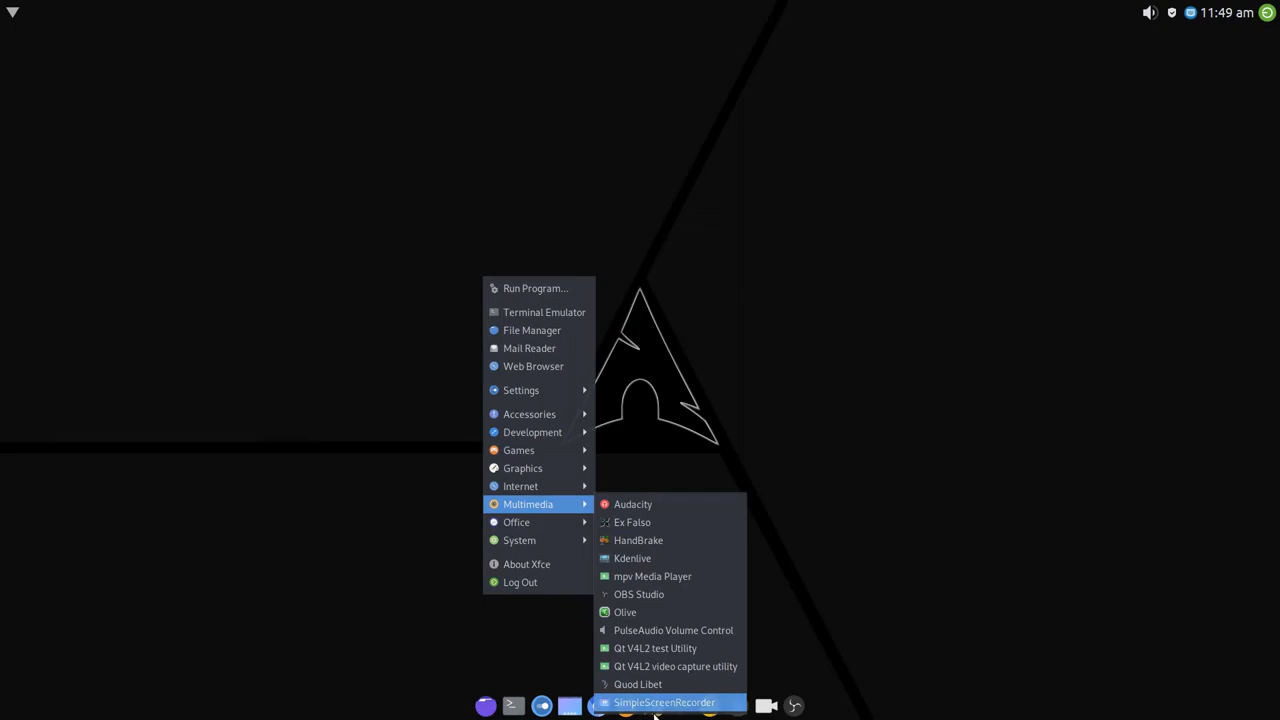 11:49 am
Run Program...
Terminal Emulator
File Manager
Mail Reader
Web Browser
Settings
Accessories
Development
Games
Graphics
Internet
Multimedia
Office
System
About Xfce
Log Out
Audacity
Ex Falso
HandBrake
Kdenlive
mpv Media Player
OBS Studio
Olive
PulseAudio Volume Control
Qt V4L2 test Utility
Qt V4L2 video capture utility
Quod Libet
SimpleScreenRecorder